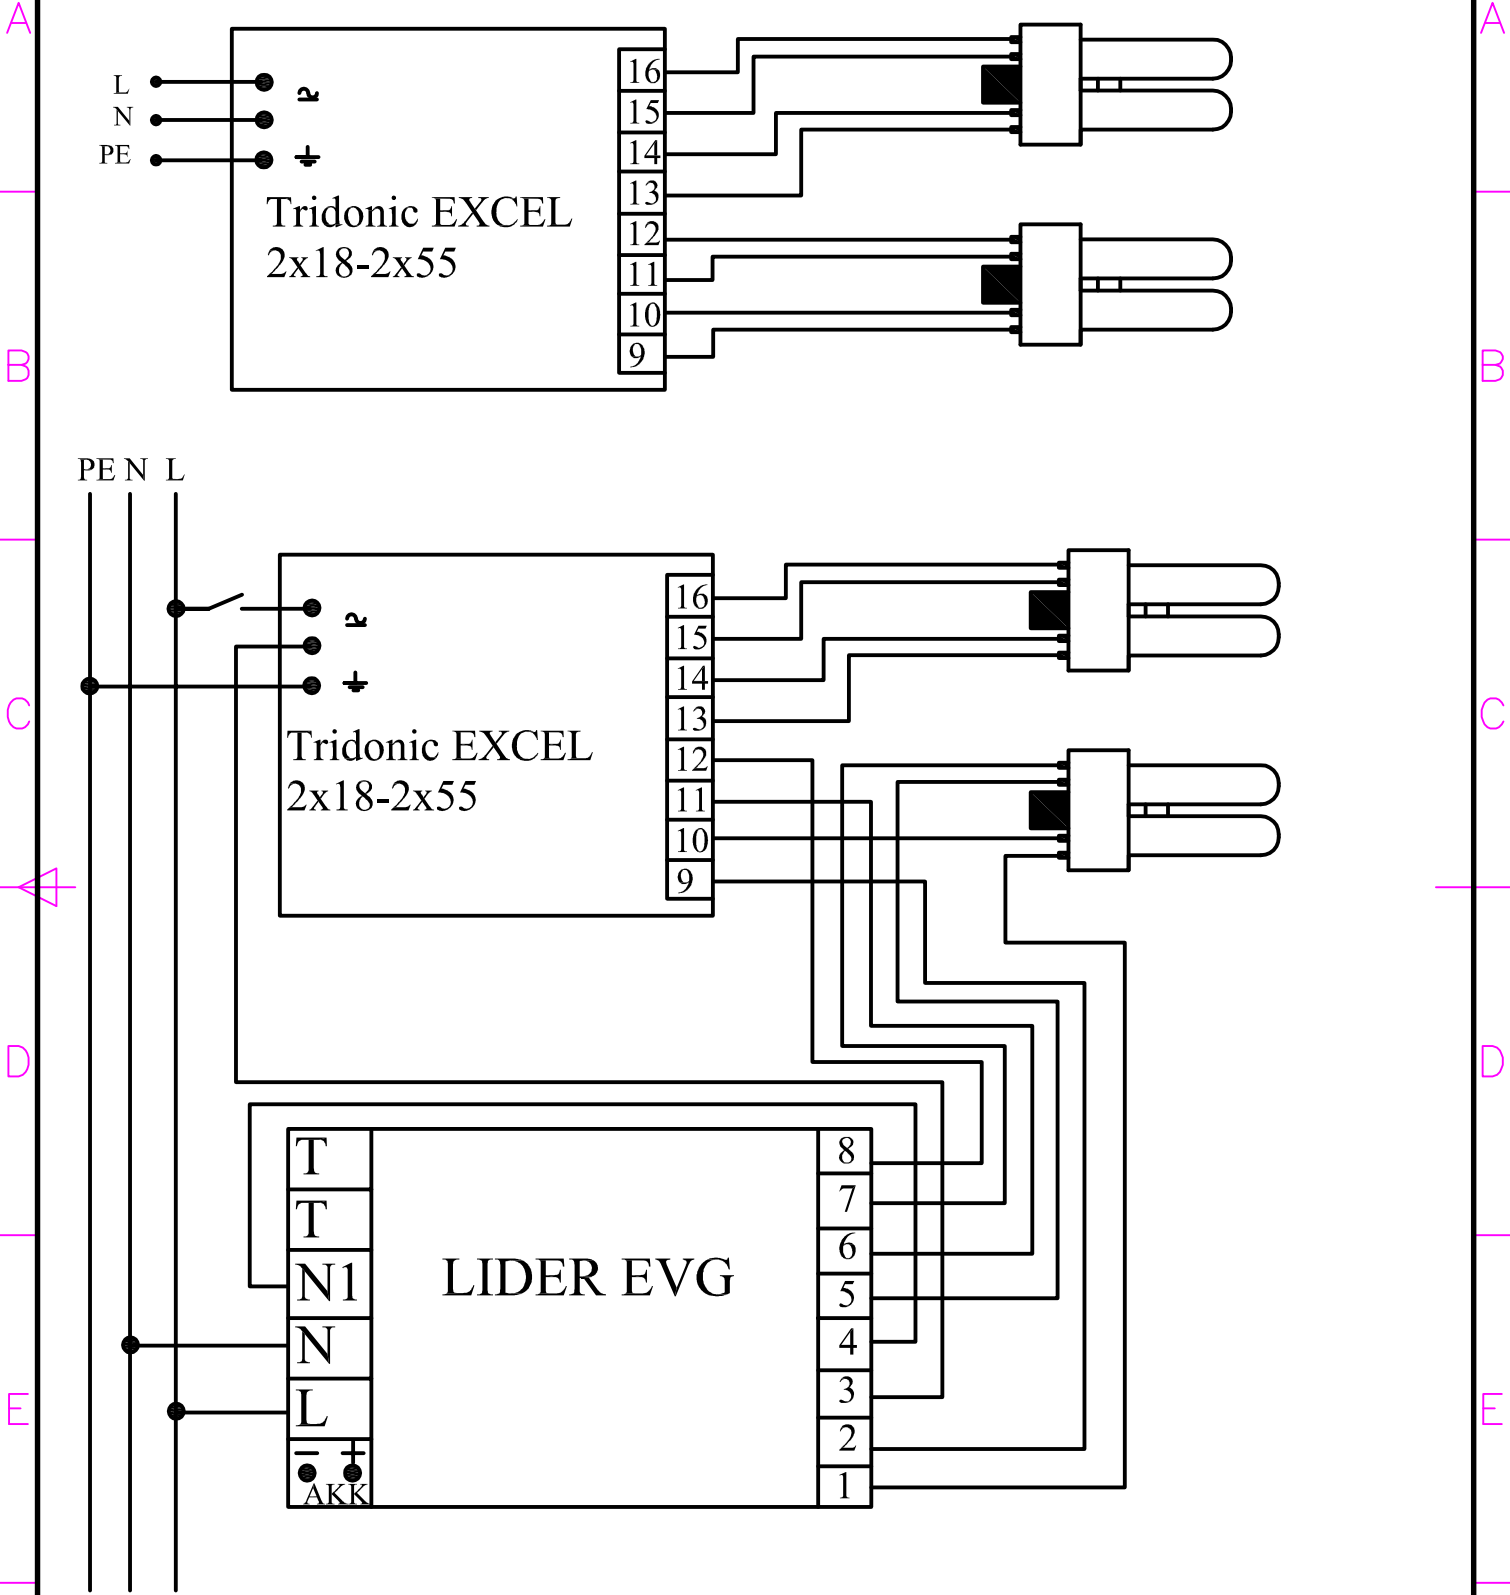 A A
L
N
PE
16
15
14
13
12
11
10
9
Tridonic EXCEL
2x18-2x55
B B
PE N L
16
15
14
13
12
11
10
9
C C
Tridonic EXCEL
2x18-2x55
D D
T
T
N1
N
L
− +
AKK
LIDER EVG
8
7
6
5
4
3
2
1
E E